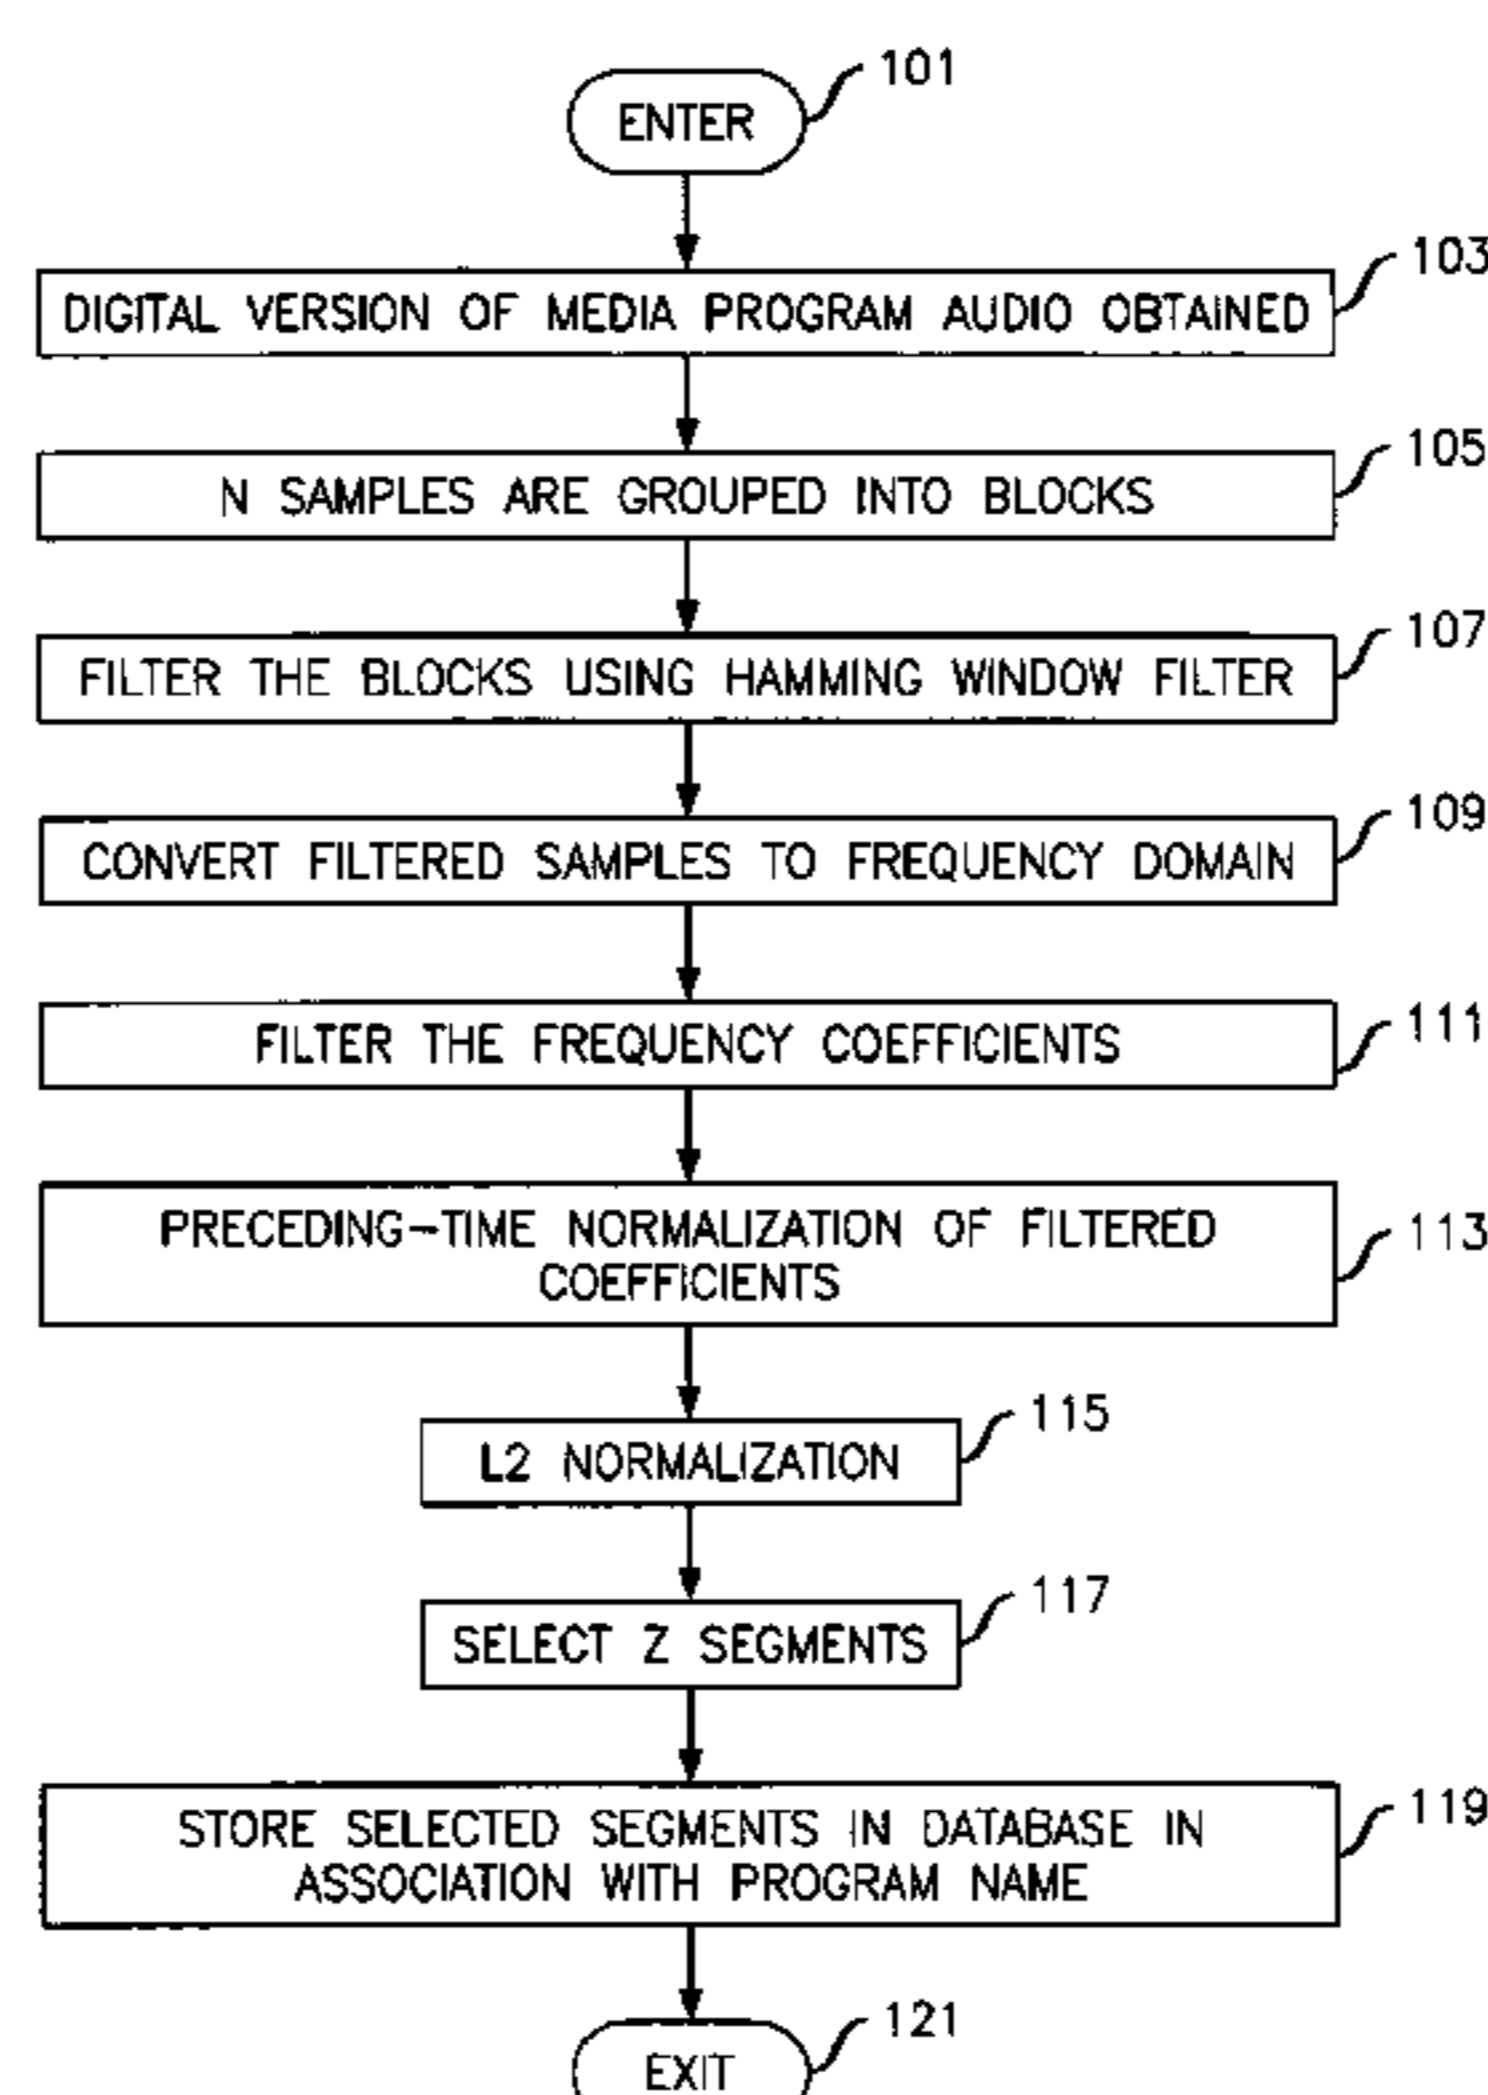 101
ENTER
103
DIGITAL VERSION OF MEDIA PROGRAM AUDIO OBTAINED
105
N SAMPLES ARE GROUPED INTO BLOCKS
107
FILTER THE BLOCKS USING HAMMING WINDOW FILTER
109
CONVERT FILTERED SAMPLES TO FREQUENCY DOMAIN
111
FILTER THE FREQUENCY COEFFICIENTS
113
PRECEDING-TIME NORMALIZATION OF FILTERED
COEFFICIENTS
115
L2 NORMALIZATION
117
SELECT Z SEGMENTS
119
STORE SELECTED SEGMENTS IN DATABASE IN
ASSOCIATION WITH PROGRAM NAME
121
EXIT